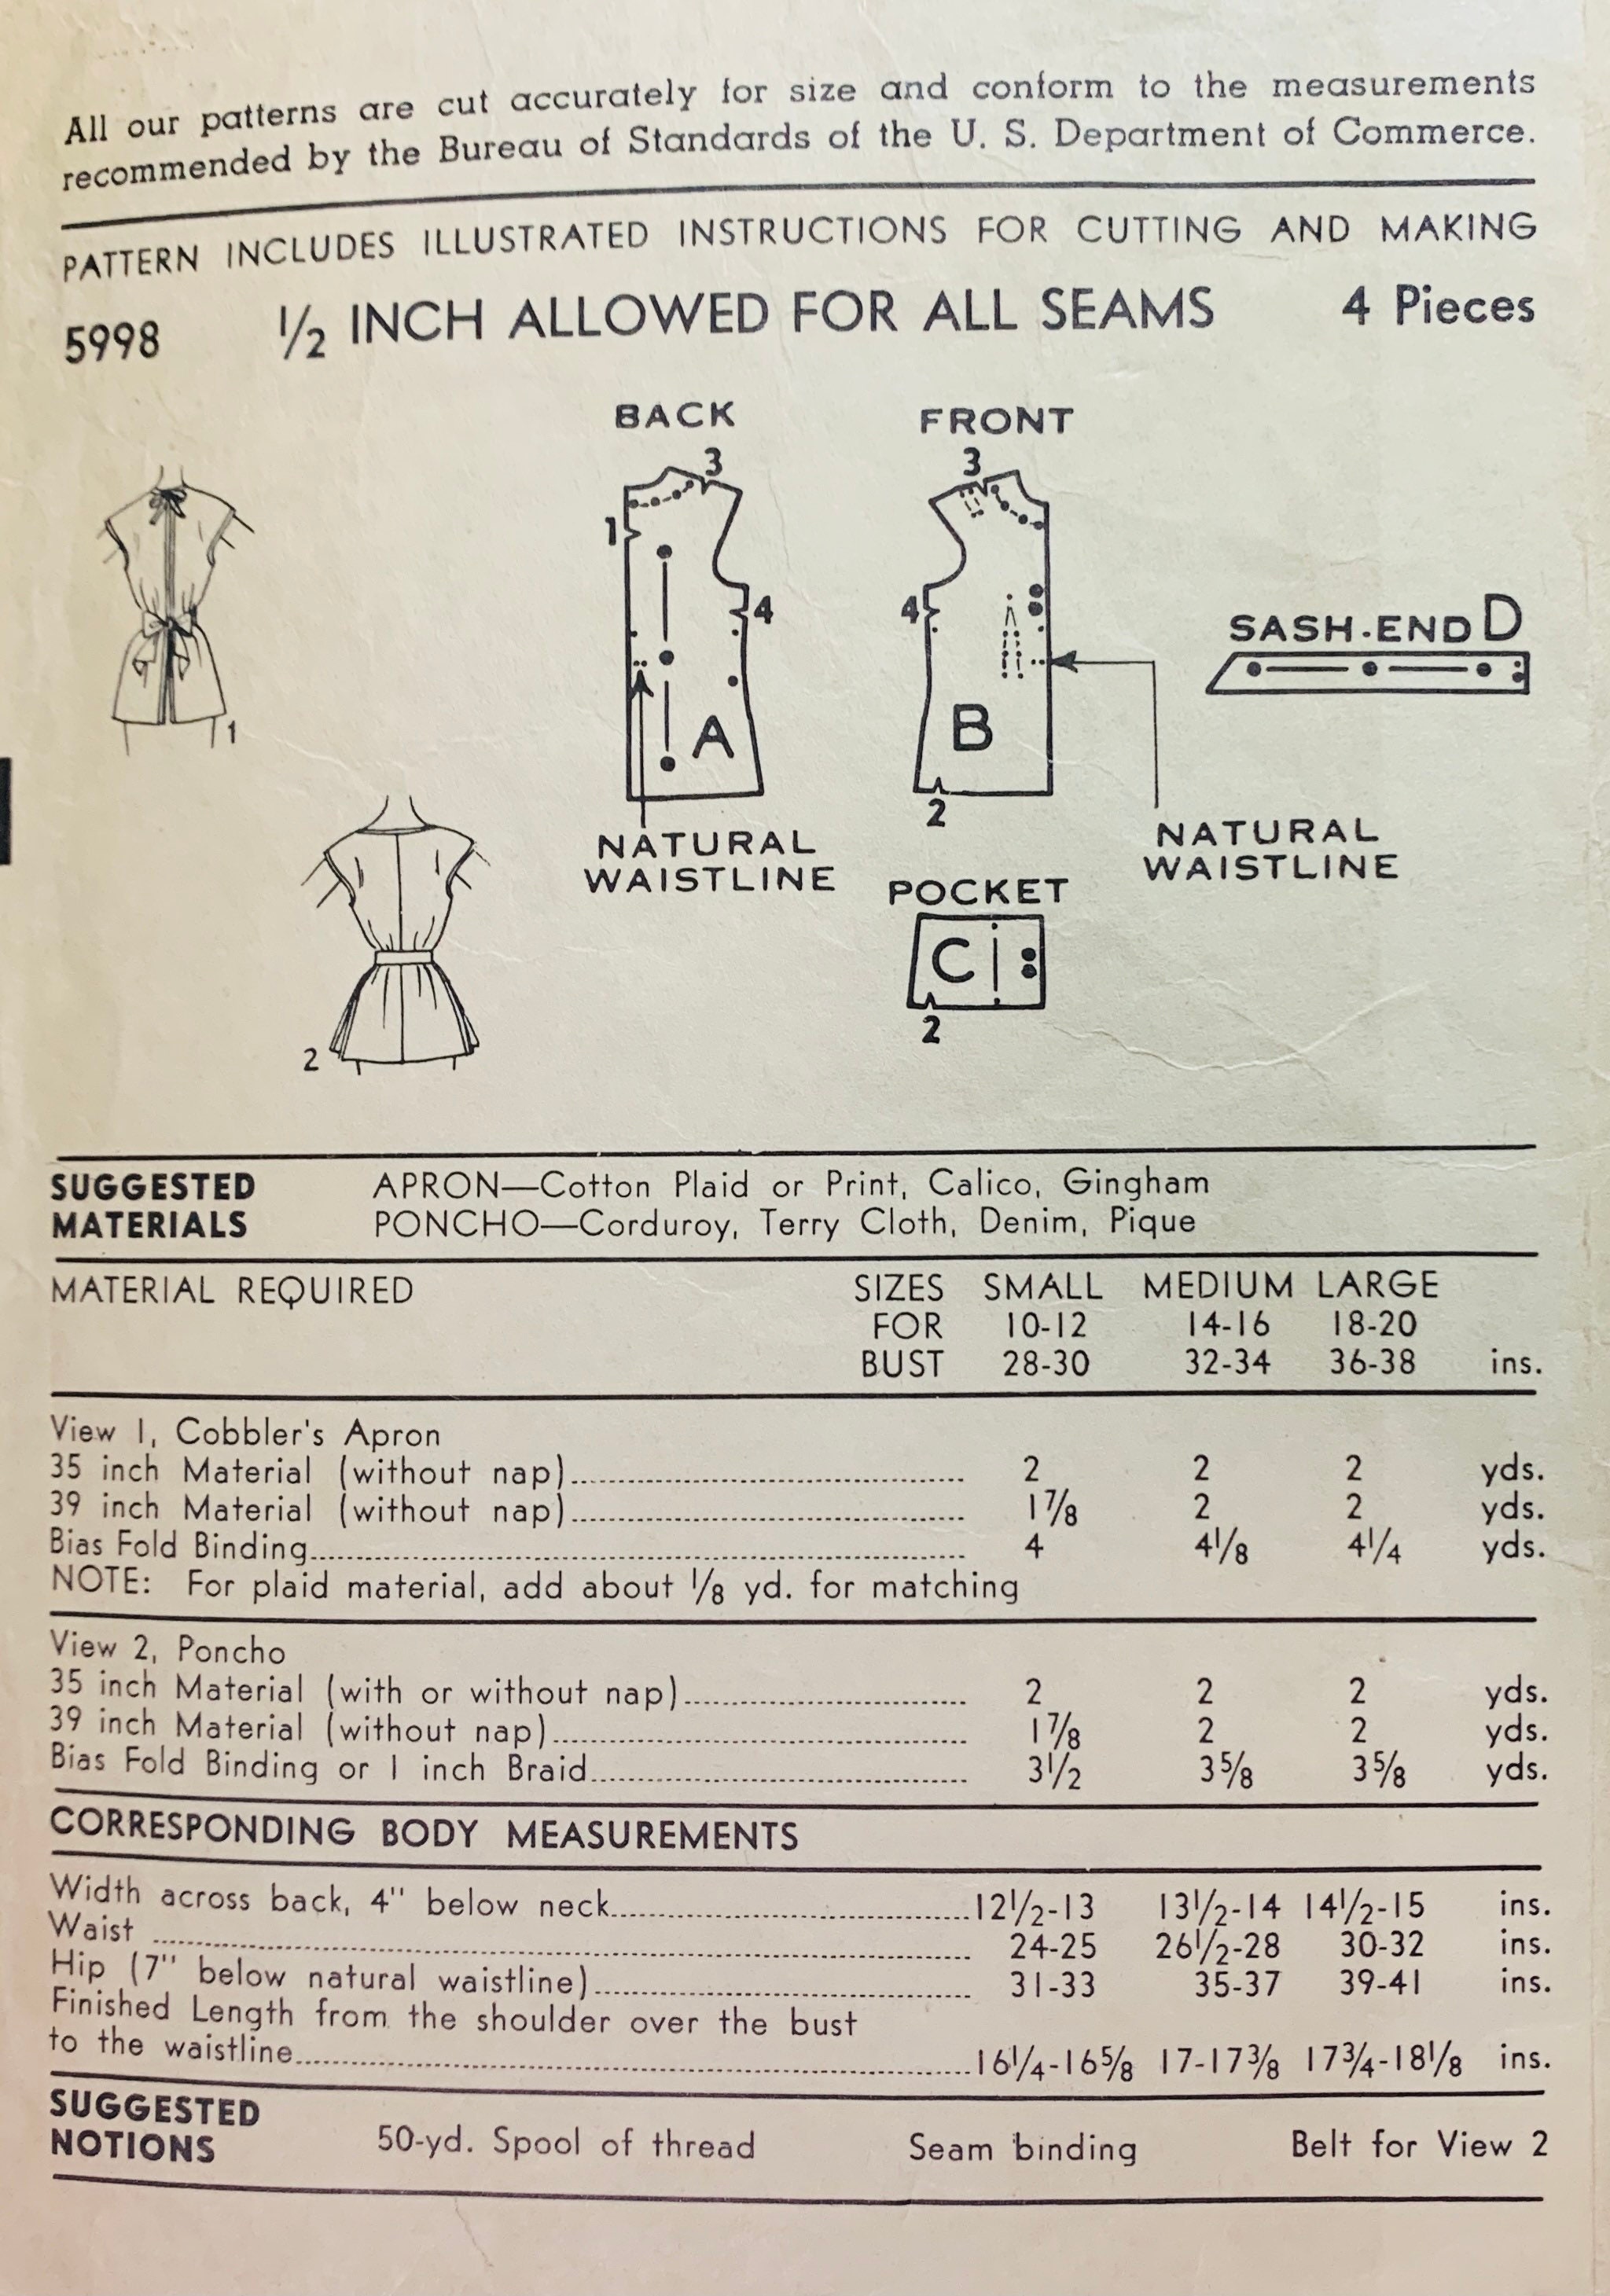 All our patterns are cut accurately for size and conform to the measurements
recommended by the Bureau of Standards of the U. S. Department of Commerce.
PATTERN INCLUDES ILLUSTRATED INSTRUCTIONS FOR CUTTING AND MAKING
5998 1/2 INCH ALLOWED FOR ALL SEAMS 4 Pieces
BACK FRONT
3 3
1
4 4
SASH-END D
A B
1
2
NATURAL WAISTLINE
NATURAL WAISTLINE
POCKET
C
2
2
SUGGESTED MATERIALS
APRON—Cotton Plaid or Print, Calico, Gingham
PONCHO—Corduroy, Terry Cloth, Denim, Pique
MATERIAL REQUIRED SIZES SMALL MEDIUM LARGE
FOR 10-12 14-16 18-20
BUST 28-30 32-34 36-38 ins.
View 1, Cobbler's Apron
35 inch Material (without nap) 2 2 2 yds.
39 inch Material (without nap) 1 7/8 2 2 yds.
Bias Fold Binding 4 4 1/8 4 1/4 yds.
NOTE: For plaid material, add about 1/8 yd. for matching
View 2, Poncho
35 inch Material (with or without nap) 2 2 2 yds.
39 inch Material (without nap) 1 7/8 2 2 yds.
Bias Fold Binding or 1 inch Braid 3 1/2 3 5/8 3 5/8 yds.
CORRESPONDING BODY MEASUREMENTS
Width across back, 4" below neck 12 1/2-13 13 1/2-14 14 1/2-15 ins.
Waist 24-25 26 1/2-28 30-32 ins.
Hip (7" below natural waistline) 31-33 35-37 39-41 ins.
Finished Length from the shoulder over the bust
to the waistline 16 1/4-16 5/8 17-17 3/8 17 3/4-18 1/8 ins.
SUGGESTED NOTIONS
50-yd. Spool of thread Seam binding Belt for View 2